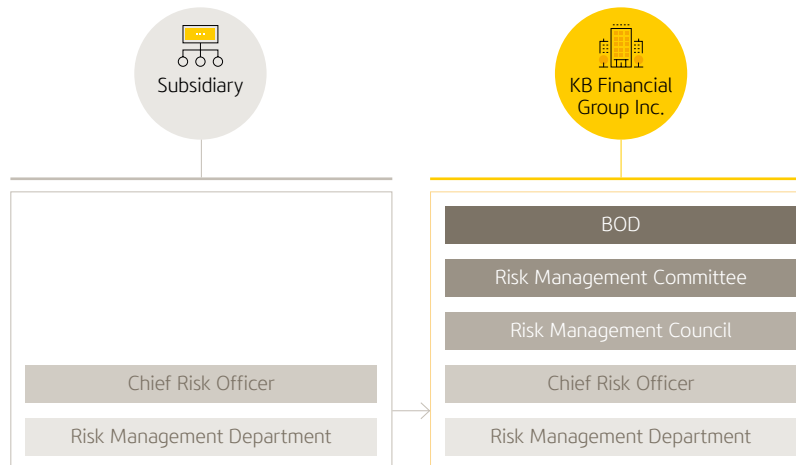 Subsidiary
KB Financial
Group Inc.
BOD
Risk Management Committee
Risk Management Council
Chief Risk Officer
Risk Management Department
Chief Risk Officer
Risk Management Department